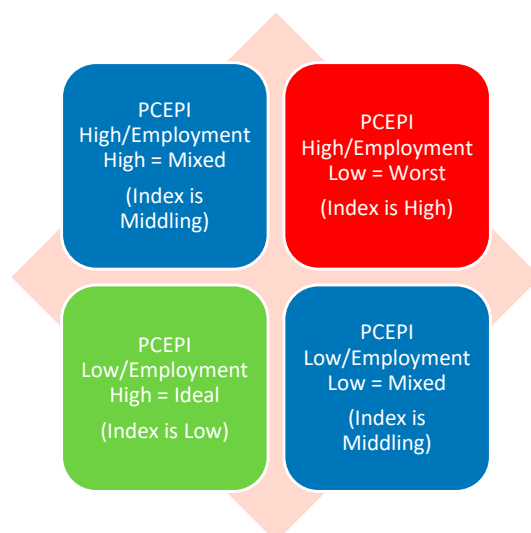 PCEPI
High/Employment
High = Mixed
(Index is
Middling)
PCEPI
High/Employment
Low = Worst
(Index is High)
PCEPI
Low/Employment
High = Ideal
(Index is Low)
PCEPI
Low/Employment
Low = Mixed
(Index is
Middling)